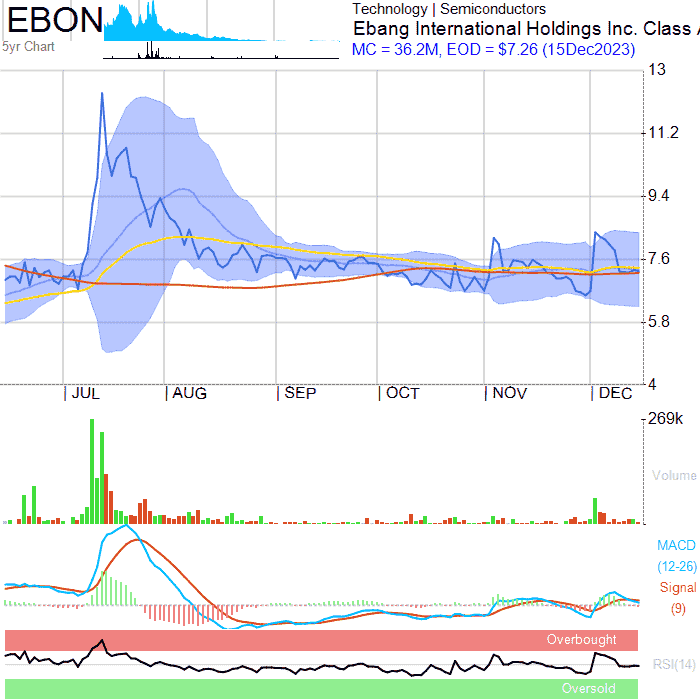 EBON
5yr Chart
Technology | Semiconductors
Ebang International Holdings Inc. Class
MC = 36.2M, EOD = $7.26 (15Dec2023)
13
11.2
9.4
7.6
5.8
4
JUL AUG SEP OCT NOV DEC
269k
Volume
MACD
(12-26)
Signal
(9)
Overbought
RSI(14)
Oversold